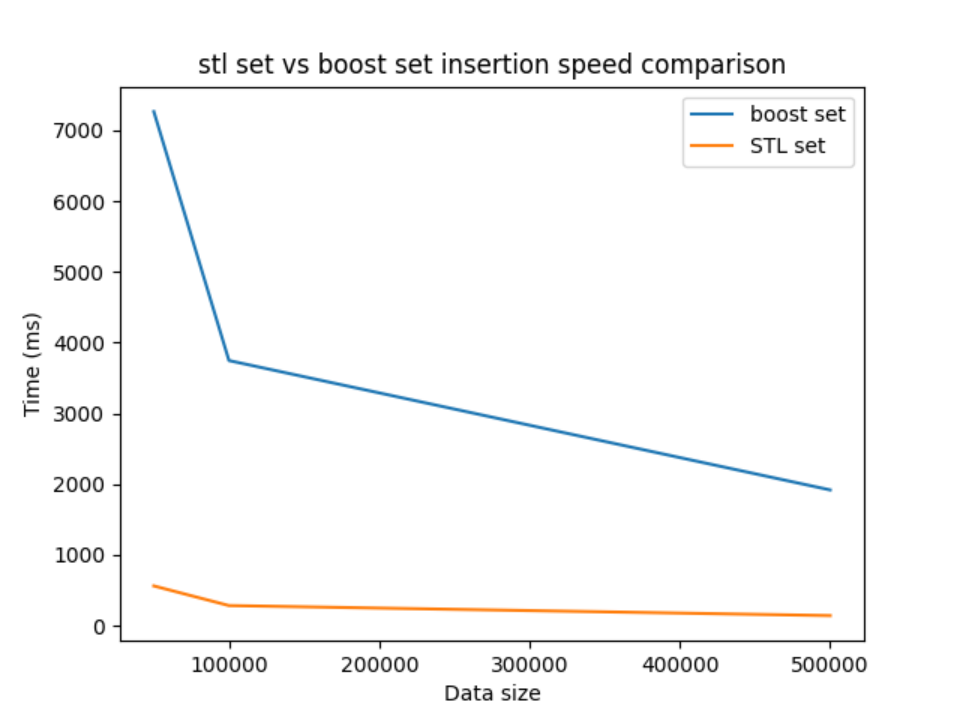 stl set vs boost set insertion speed comparison
boost set
STL set
7000
6000
5000
4000
3000
2000
1000
0
Time (ms)
100000 200000 300000 400000 500000
Data size